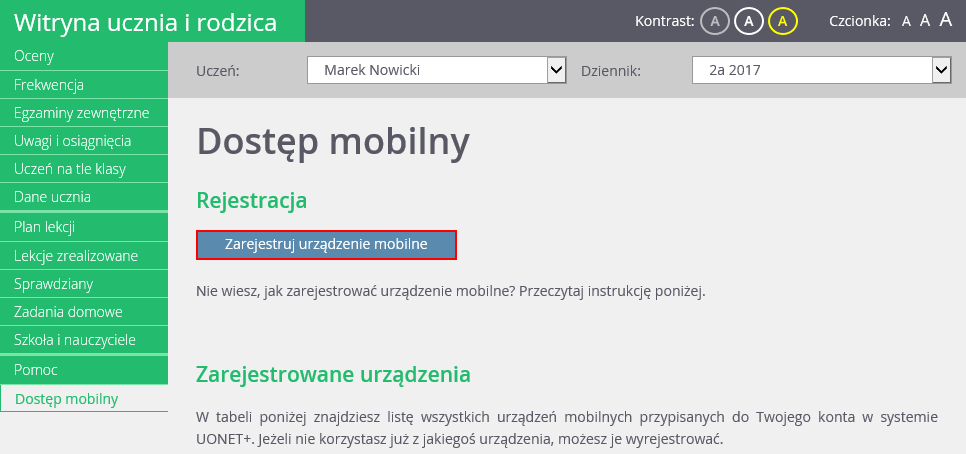 Witryna ucznia i rodzica
Kontrast: A A A Czcionka: A A A
Oceny
Frekwencja
Egzaminy zewnętrzne
Uwagi i osiągnięcia
Uczeń na tle klasy
Dane ucznia
Plan lekcji
Lekcje zrealizowane
Sprawdziany
Zadania domowe
Szkoła i nauczyciele
Pomoc
Dostęp mobilny
Uczeń: Marek Nowicki Dziennik: 2a 2017
Dostęp mobilny
Rejestracja
Zarejestruj urządzenie mobilne
Nie wiesz, jak zarejestrować urządzenie mobilne? Przeczytaj instrukcję poniżej.
Zarejestrowane urządzenia
W tabeli poniżej znajdziesz listę wszystkich urządzeń mobilnych przypisanych do Twojego konta w systemie
UONET+. Jeżeli nie korzystasz już z jakiegoś urządzenia, możesz je wyrejestrować.